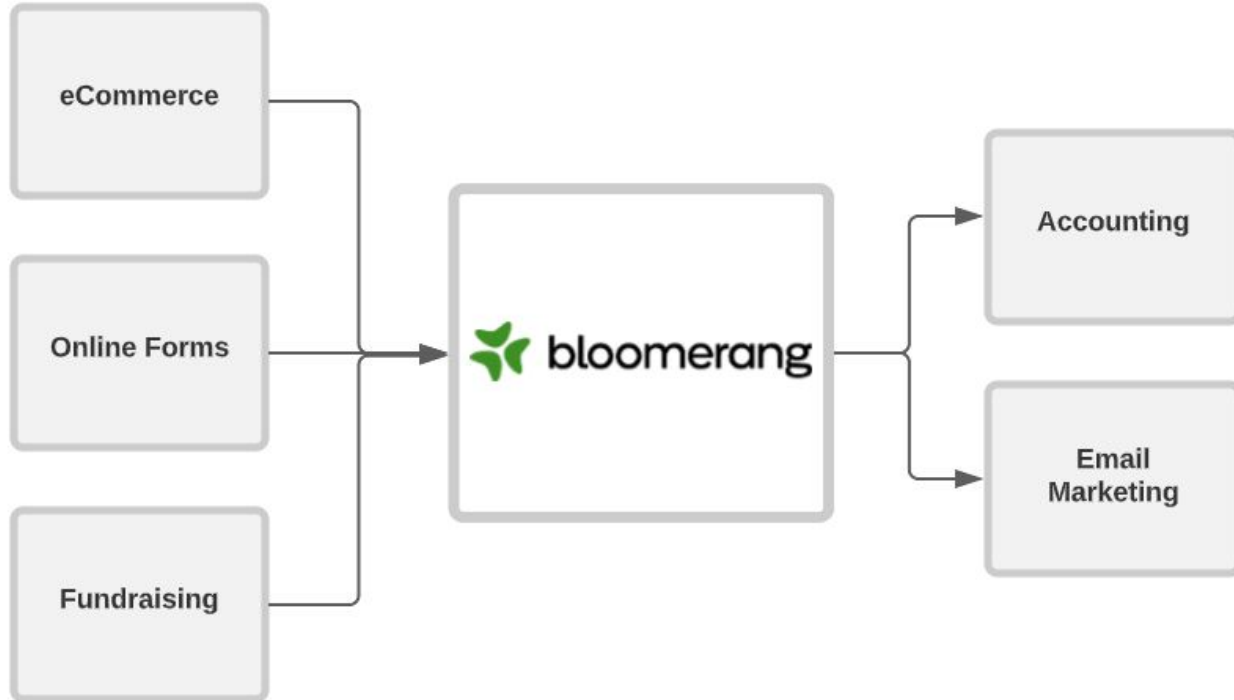 eCommerce
Online Forms
Fundraising
bloomerang
Accounting
Email
Marketing